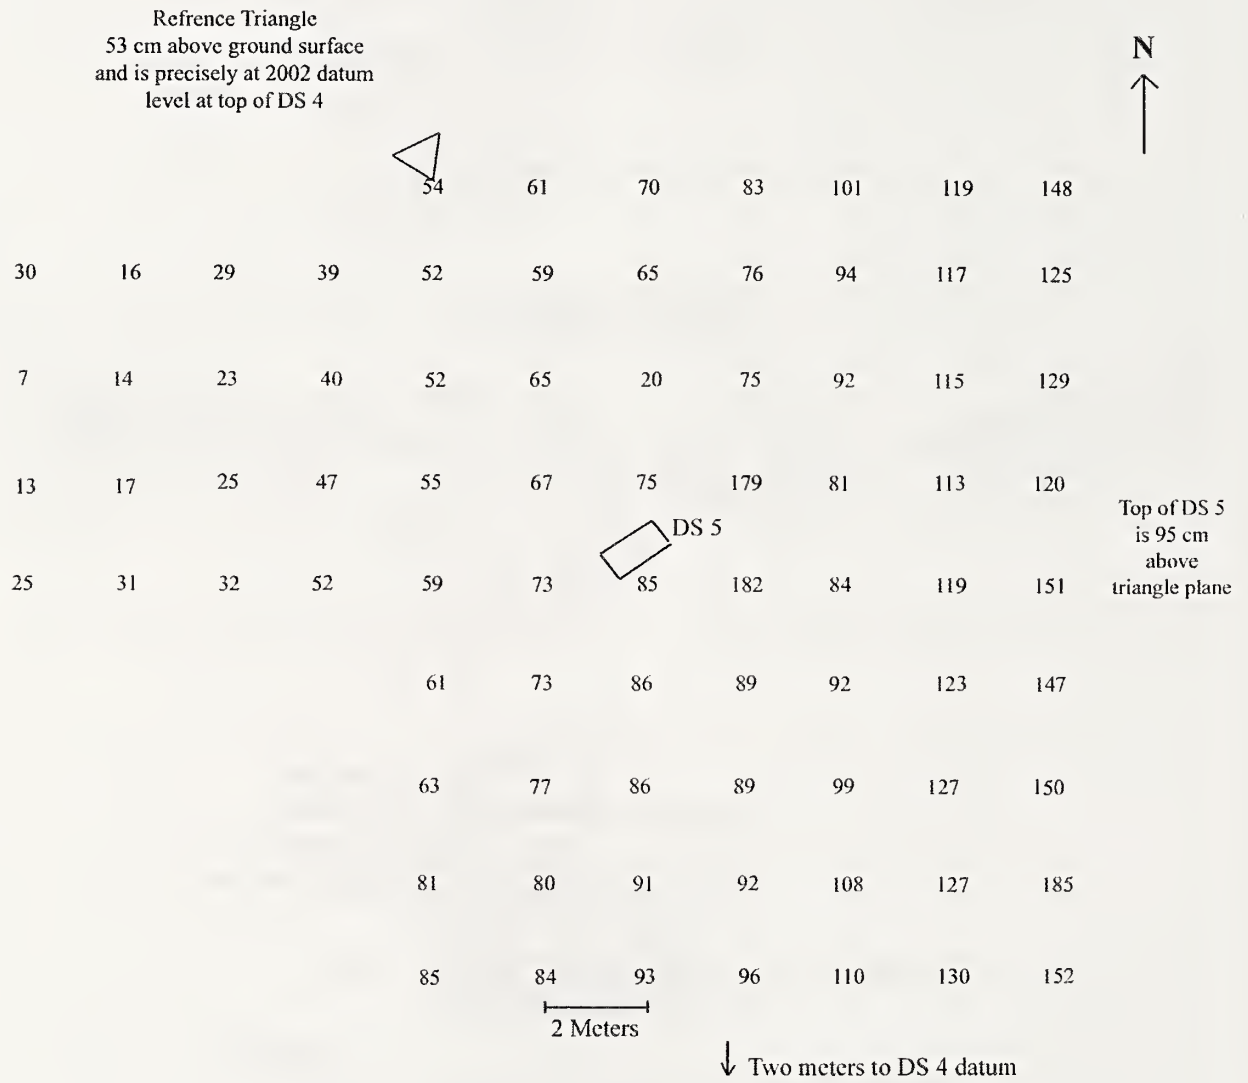 Refrence Triangle
53 cm above ground surface
and is precisely at 2002 datum
level at top of DS 4
N
54 61 70 83 101 119 148
30 16 29 39 52 59 65 76 94 117 125
7 14 23 40 52 65 20 75 92 115 129
13 17 25 47 55 67 75 179 81 113 120
DS 5
Top of DS 5
is 95 cm
above
triangle plane
25 31 32 52 59 73 85 182 84 119 151
61 73 86 89 92 123 147
63 77 86 89 99 127 150
81 80 91 92 108 127 185
85 84 93 96 110 130 152
2 Meters
Two meters to DS 4 datum